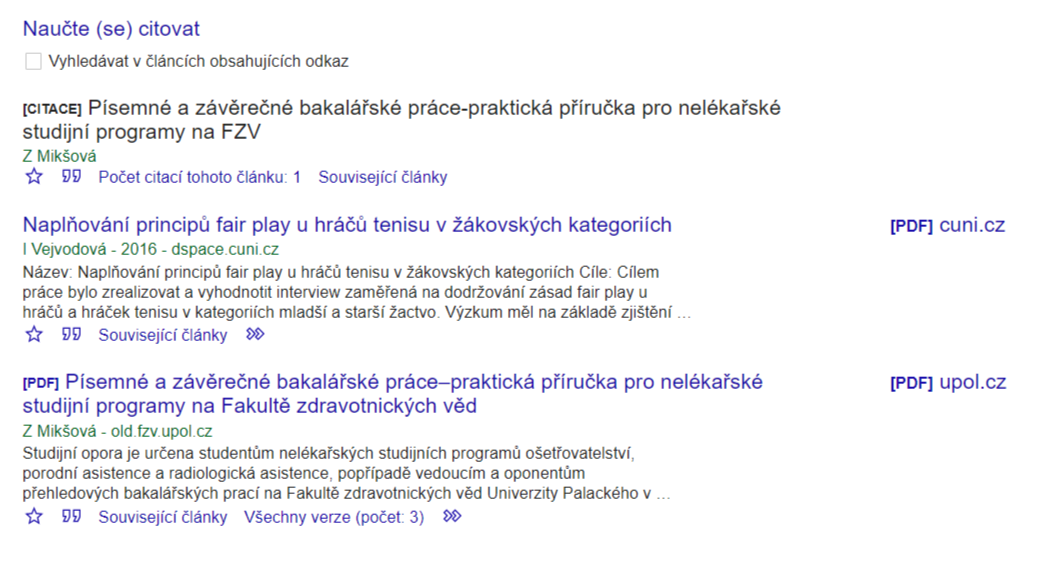 Naučte (se) citovat
Vyhledávat v článcích obsahujících odkaz
[CITACE] Písemné a závěrečné bakalářské práce-praktická příručka pro nelékařské
studijní programy na FZV
Z Mikšová
Počet citací tohoto článku: 1 Související články
Naplňování principů fair play u hráčů tenisu v žákovských kategoriích
[PDF] cuni.cz
I Vejvodová - 2016 - dspace.cuni.cz
Název: Naplňování principů fair play u hráčů tenisu v žákovských kategoriích Cíle: Cílem
práce bylo zrealizovat a vyhodnotit interview zaměřená na dodržování zásad fair play u
hráčů a hráček tenisu v kategoriích mladší a starší žactvo. Výzkum měl na základě zjištění …
Související články
[PDF] Písemné a závěrečné bakalářské práce–praktická příručka pro nelékařské
studijní programy na Fakultě zdravotnických věd
[PDF] upol.cz
Z Mikšová - old.fzv.upol.cz
Studijní opora je určena studentům nelékařských studijních programů ošetřovatelství,
porodní asistence a radiologická asistence, popřípadě vedoucím a oponentům
přehledových bakalářských prací na Fakultě zdravotnických věd Univerzity Palackého v …
Související články Všechny verze (počet: 3)